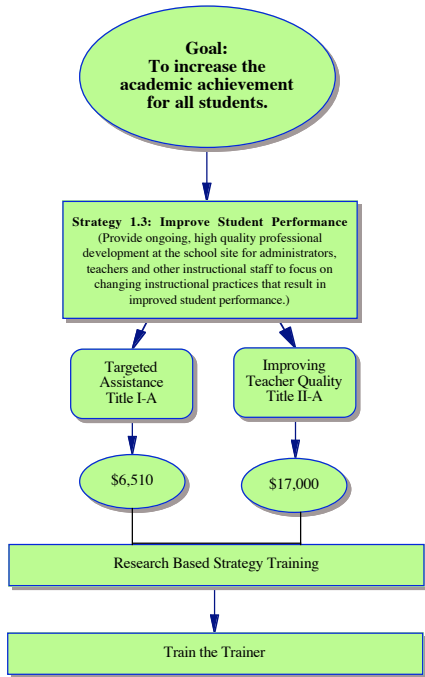 Goal:
To increase the
academic achievement
for all students.
Strategy 1.3: Improve Student Performance
(Provide ongoing, high quality professional
development at the school site for administrators,
teachers and other instructional staff to focus on
changing instructional practices that result in
improved student performance.)
Targeted
Assistance
Title I-A
Improving
Teacher Quality
Title II-A
$6,510
$17,000
Research Based Strategy Training
Train the Trainer